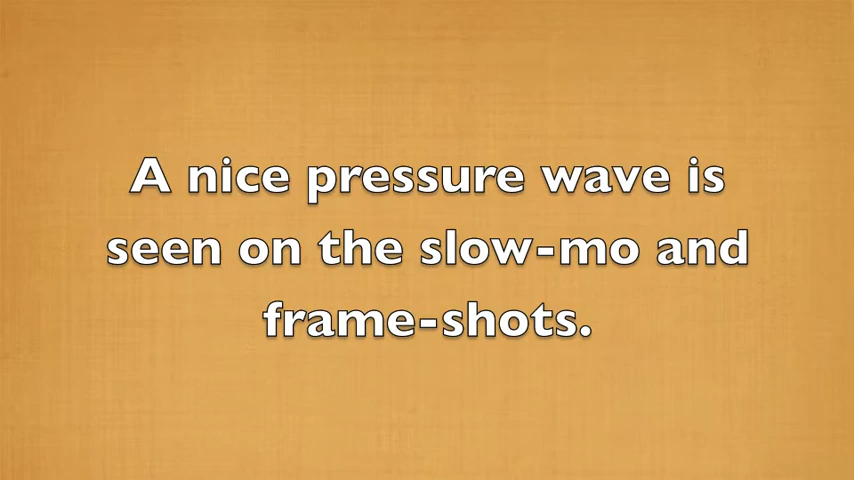 A nice pressure wave is
seen on the slow-mo and
frame-shots.